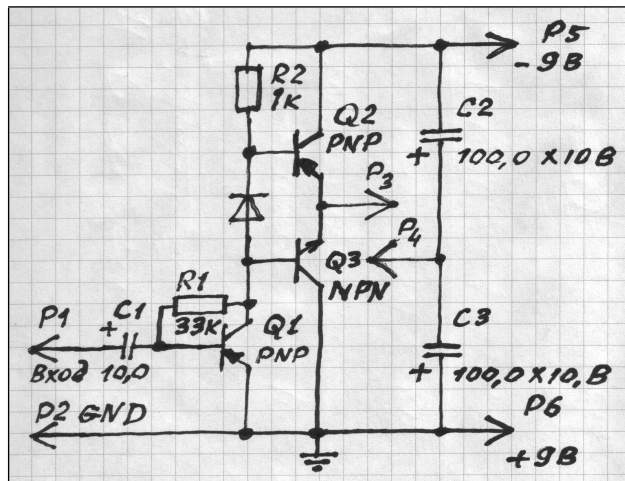 P5
-9В
R2
1к
Q2
PNP
C2
+ 100,0 × 10В
P3
P4
Q3
NPN
R1
33к
P1
C1
+
Q1
PNP
C3
+ 100,0 × 10,В
Вход 10,0
P2 GND
P6
+9В